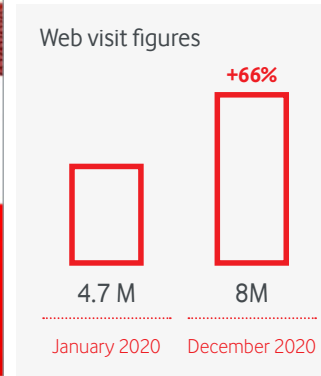 Web visit figures
+66%
4.7 M
8M
January 2020
December 2020